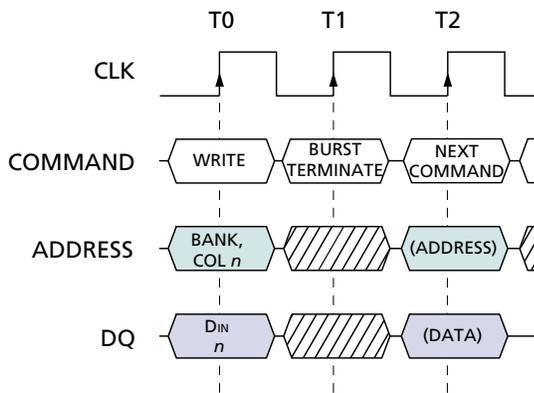 T0 T1 T2
CLK
COMMAND WRITE BURST TERMINATE NEXT COMMAND
ADDRESS BANK, COL n (ADDRESS)
DQ DIN n (DATA)